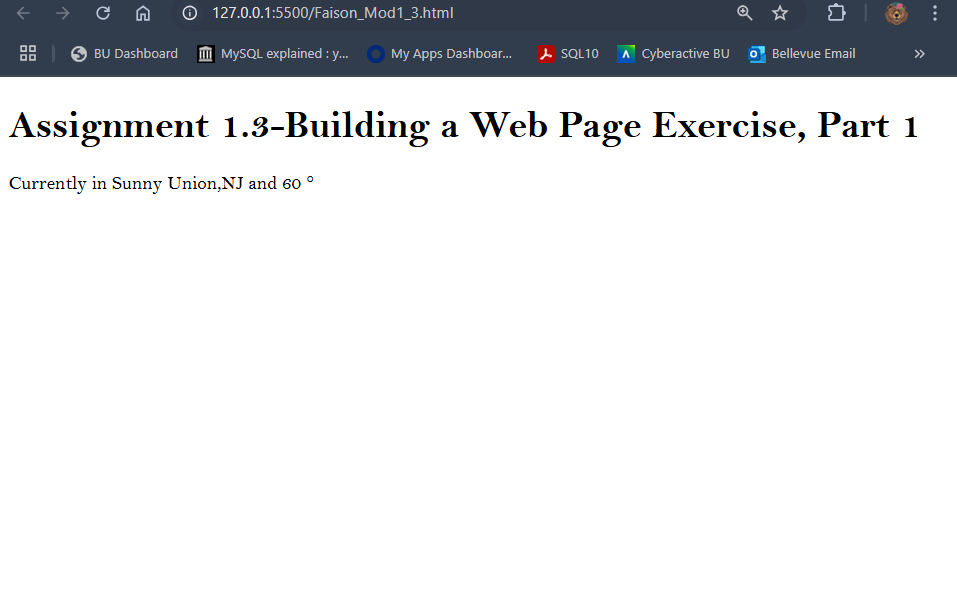 127.0.0.1:5500/Faison_Mod1_3.html
BU Dashboard MySQL explained : y... My Apps Dashboar... SQL10 Cyberactive BU Bellevue Email
Assignment 1.3-Building a Web Page Exercise, Part 1
Currently in Sunny Union,NJ and 60 °